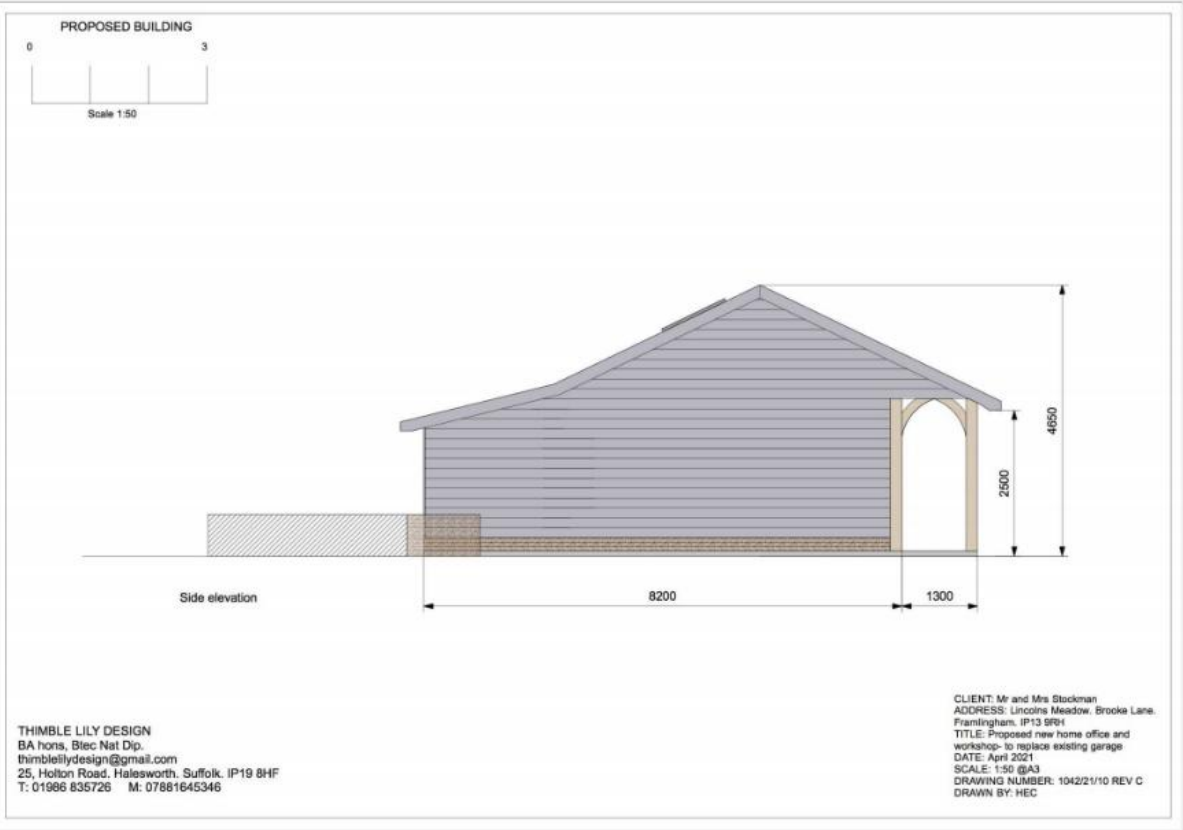 PROPOSED BUILDING
0 3
Scale 1:50
4650
2500
Side elevation
8200
1300
THIMBLE LILY DESIGN
BA hons, Btec Nat Dip.
thimblelilydesign@gmail.com
25, Holton Road. Halesworth. Suffolk. IP19 8HF
T: 01986 835726 M: 07881645346
CLIENT: Mr and Mrs Stockman
ADDRESS: Lincolns Meadow. Brooke Lane.
Framlingham. IP13 9RH
TITLE: Proposed new home office and
workshop- to replace existing garage
DATE: April 2021
SCALE: 1:50 @A3
DRAWING NUMBER: 1042/21/10 REV C
DRAWN BY: HEC